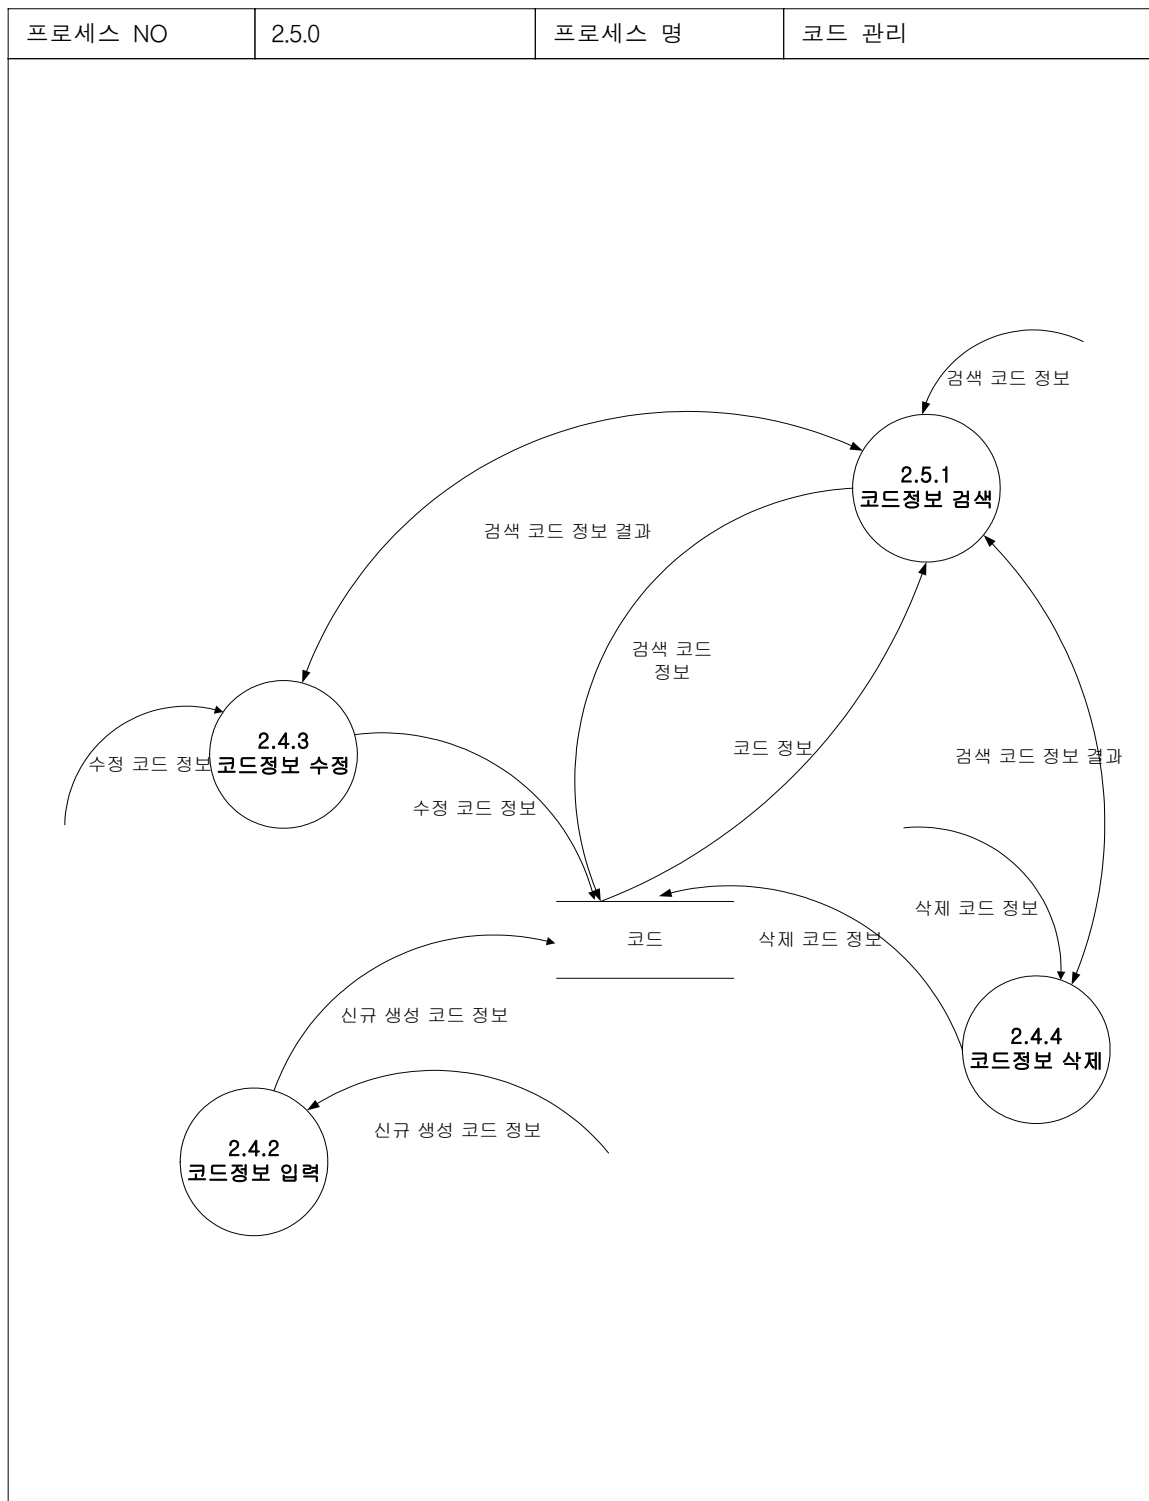 프로세스 NO 2.5.0 프로세스 명 코드 관리
검색 코드 정보
2.5.1
코드정보 검색
검색 코드 정보 결과
검색 코드
정보
2.4.3
코드정보 수정
수정 코드 정보
코드 정보
검색 코드 정보 결과
수정 코드 정보
삭제 코드 정보
코드
삭제 코드 정보
신규 생성 코드 정보
2.4.4
코드정보 삭제
신규 생성 코드 정보
2.4.2
코드정보 입력